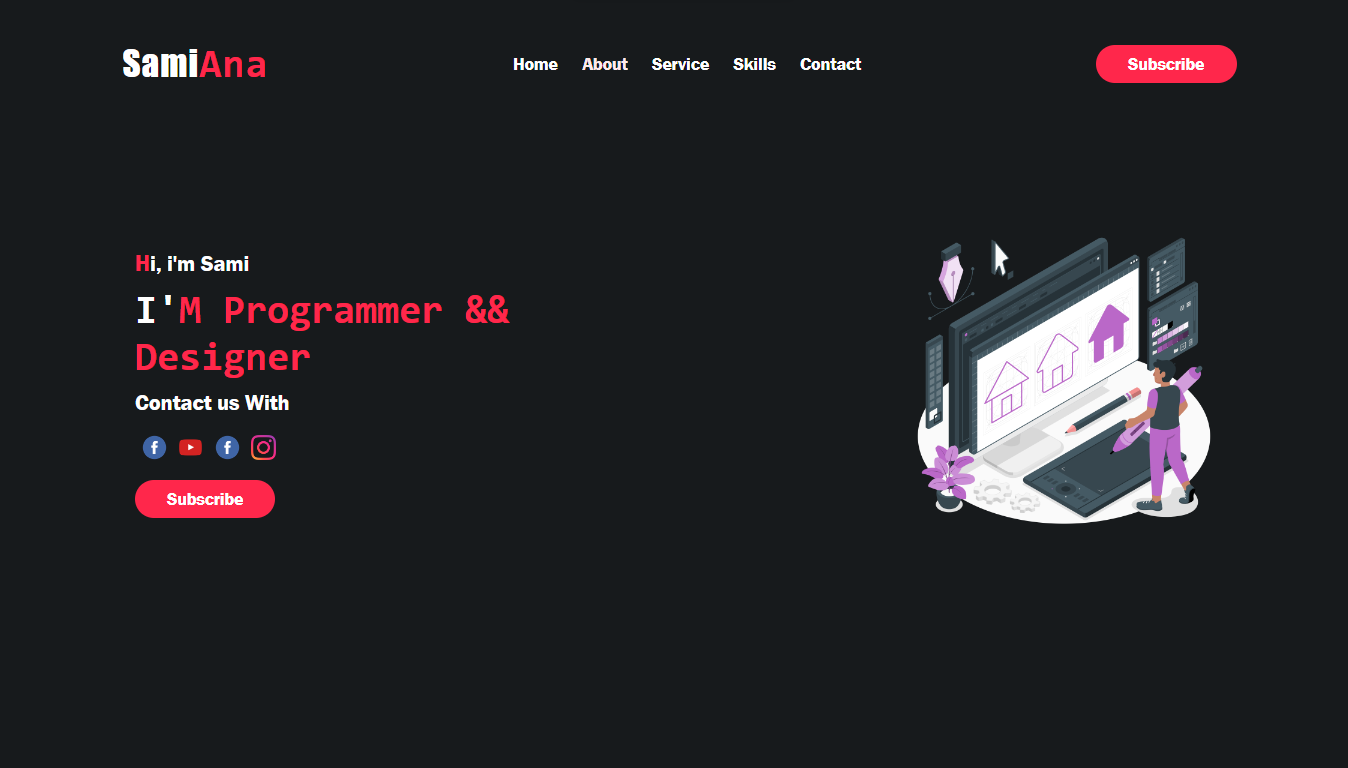 SamiAna
Home About Service Skills Contact
Subscribe
Hi, i'm Sami
I'M Programmer &&
Designer
Contact us With
Subscribe